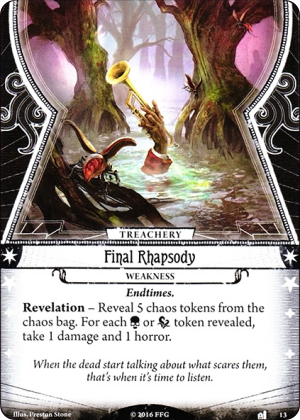 TREACHERY
Final Rhapsody
WEAKNESS
Endtimes.
Revelation – Reveal 5 chaos tokens from the
chaos bag. For each or token revealed,
take 1 damage and 1 horror.
When the dead start talking about what scares them,
that's when it's time to listen.
Illus. Preston Stone
© 2016 FFG
13